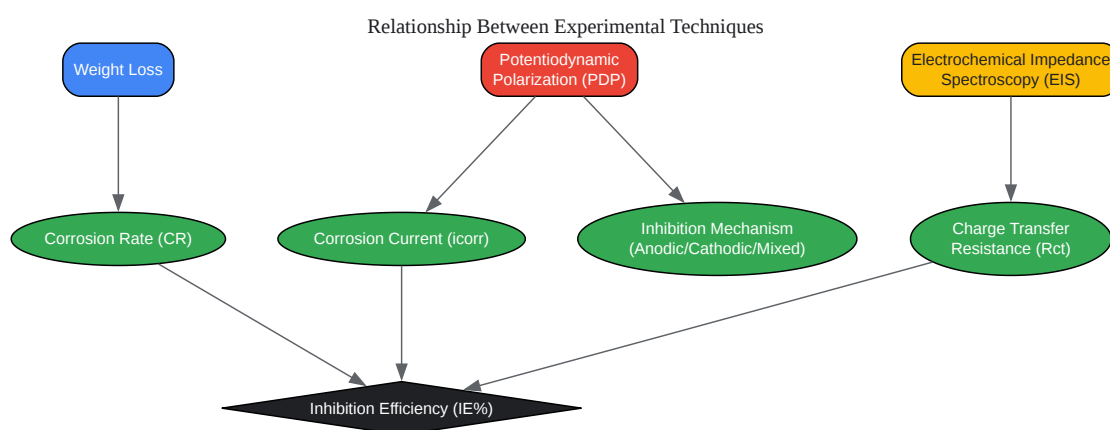 Relationship Between Experimental Techniques
Weight Loss
Potentiodynamic
Polarization (PDP)
Electrochemical Impedance
Spectroscopy (EIS)
Corrosion Rate (CR)
Corrosion Current (icorr)
Inhibition Mechanism
(Anodic/Cathodic/Mixed)
Charge Transfer
Resistance (Rct)
Inhibition Efficiency (IE%)